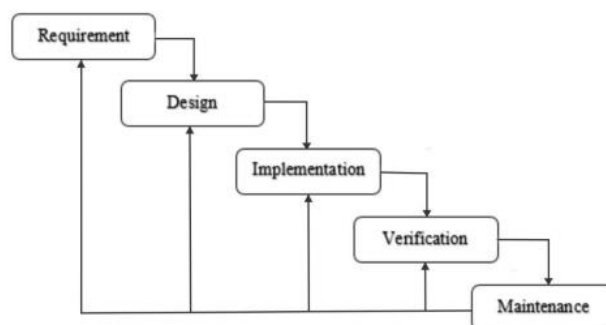 Requirement
Design
Implementation
Verification
Maintenance